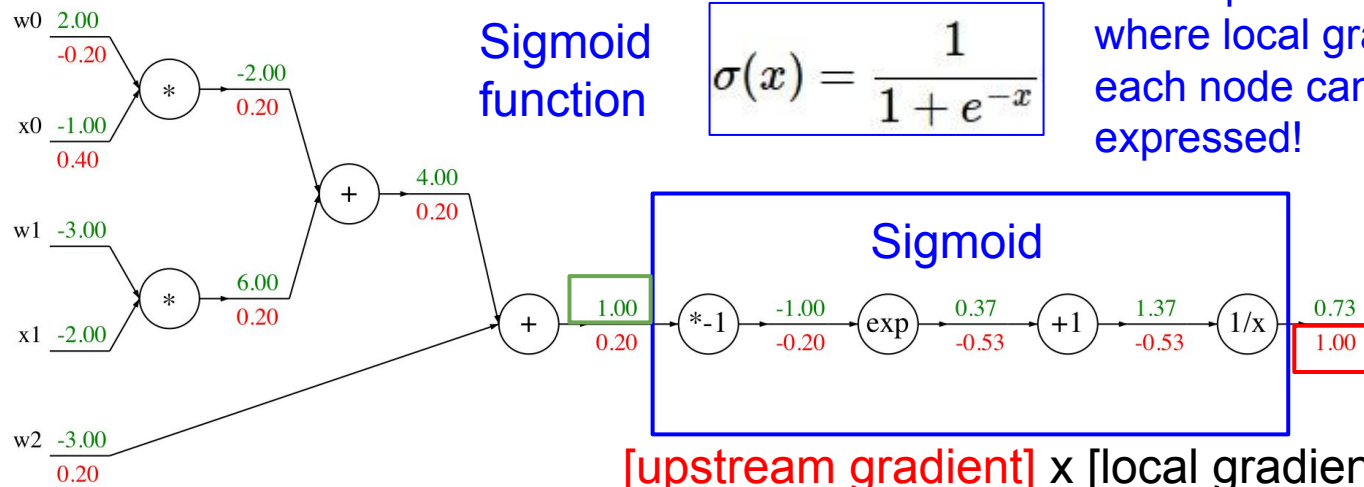 w0 2.00
-0.20
*
-2.00
0.20
x0 -1.00
0.40
+
4.00
0.20
w1 -3.00
*
6.00
0.20
x1 -2.00
w2 -3.00
0.20
Sigmoid
function
σ(x) = 1 / (1 + e^{-x})
where local
each node
expressed!
Sigmoid
+
1.00
0.20
*-1
-1.00
-0.20
exp
0.37
-0.53
+1
1.37
-0.53
1/x
0.73
1.00
[upstream gradient] x [local